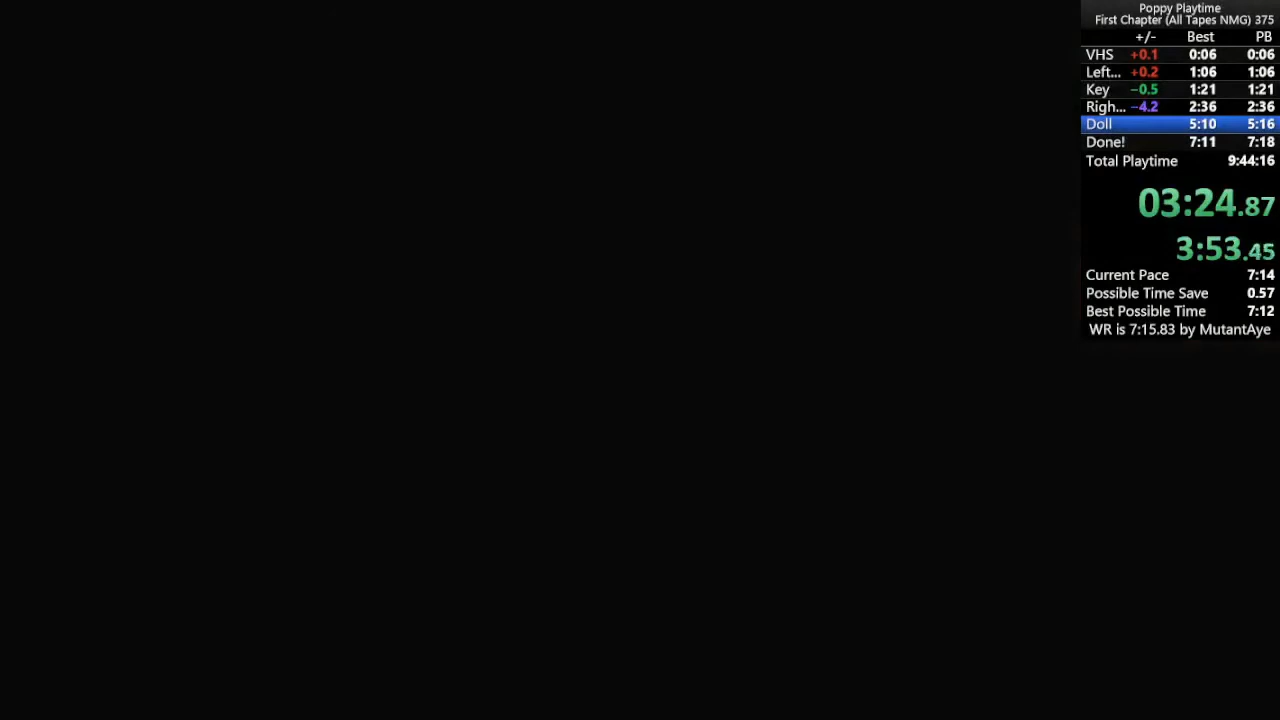 Poppy Playtime
First Chapter (All Tapes NMG) 375
+/- Best PB
VHS +0.1 0:06 0:06
Left... +0.2 1:06 1:06
Key −0.5 1:21 1:21
Righ... −4.2 2:36 2:36
Doll 5:10 5:16
Done! 7:11 7:18
Total Playtime 9:44:16
03:24.87
3:53.45
Current Pace 7:14
Possible Time Save 0.57
Best Possible Time 7:12
WR is 7:15.83 by MutantAye